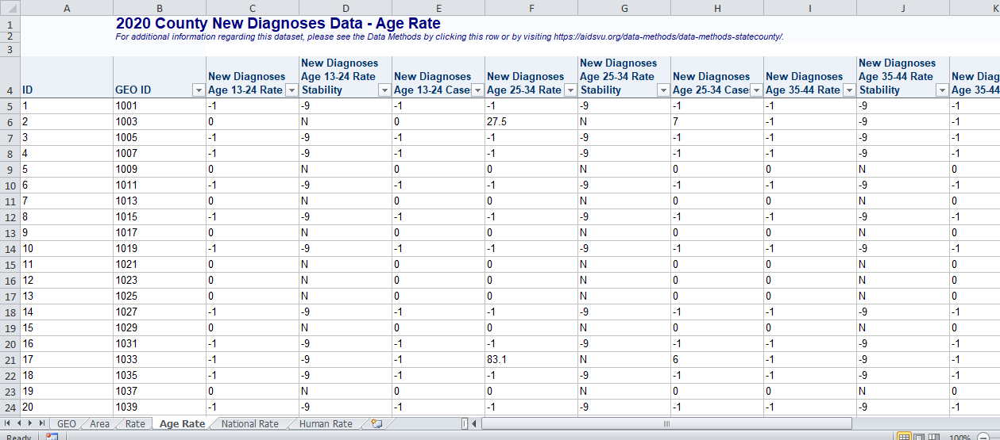 A B C D E F G H I J K
1 2020 County New Diagnoses Data - Age Rate
2 For additional information regarding this dataset, please see the Data Methods by clicking this row or by visiting https://aidsvu.org/data-methods/data-methods-statecounty/.
3
New Diagnoses New Diagnoses New Diagnoses
New Diagnoses Age 13-24 Rate New Diagnoses New Diagnoses Age 25-34 Rate New Diagnoses New Diagnoses Age 35-44 Rate New Diag
4 ID GEO ID Age 13-24 Rate Stability Age 13-24 Case Age 25-34 Rate Stability Age 25-34 Case Age 35-44 Rate Stability Age 35-44
5 1 1001 -1 -9 -1 -1 -9 -1 -1 -9 -1
6 2 1003 0 N 0 27.5 N 7 -1 -9 -1
7 3 1005 -1 -9 -1 -1 -9 -1 -1 -9 -1
8 4 1007 -1 -9 -1 -1 -9 -1 -1 -9 -1
9 5 1009 0 N 0 0 N 0 0 N 0
10 6 1011 -1 -9 -1 -1 -9 -1 -1 -9 -1
11 7 1013 0 N 0 0 N 0 0 N 0
12 8 1015 -1 -9 -1 -1 -9 -1 -1 -9 -1
13 9 1017 0 N 0 0 N 0 0 N 0
14 10 1019 -1 -9 -1 -1 -9 -1 -1 -9 -1
15 11 1021 0 N 0 0 N 0 0 N 0
16 12 1023 0 N 0 0 N 0 0 N 0
17 13 1025 0 N 0 0 N 0 0 N 0
18 14 1027 -1 -9 -1 -1 -9 -1 -1 -9 -1
19 15 1029 0 N 0 0 N 0 0 N 0
20 16 1031 -1 -9 -1 -1 -9 -1 -1 -9 -1
21 17 1033 -1 -9 -1 83.1 N 6 -1 -9 -1
22 18 1035 -1 -9 -1 -1 -9 -1 -1 -9 -1
23 19 1037 0 N 0 0 N 0 0 N 0
24 20 1039 -1 -9 -1 -1 -9 -1 -1 -9 -1
GEO Area Rate Age Rate National Rate Human Rate
Ready 100%